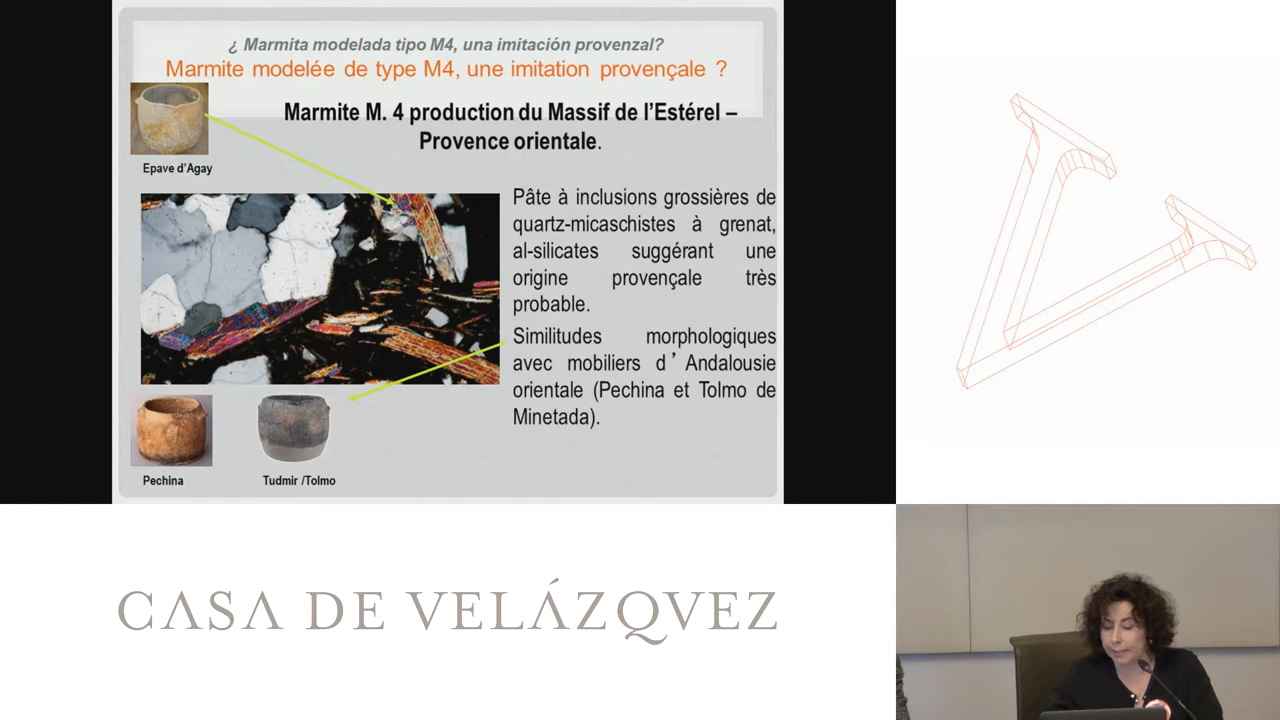 ¿ Marmita modelada tipo M4, una imitación provenzal?
Marmite modelée de type M4, une imitation provençale ?
Marmite M. 4 production du Massif de l’Estérel –
Provence orientale.
Epave d’Agay
Pâte à inclusions grossières de
quartz-micaschistes à grenat,
al-silicates suggérant une
origine provençale très
probable.
Similitudes morphologiques
avec mobiliers d’Andalousie
orientale (Pechina et Tolmo de
Minetada).
Pechina
Tudmir /Tolmo
CASA DE VELÁZQVEZ